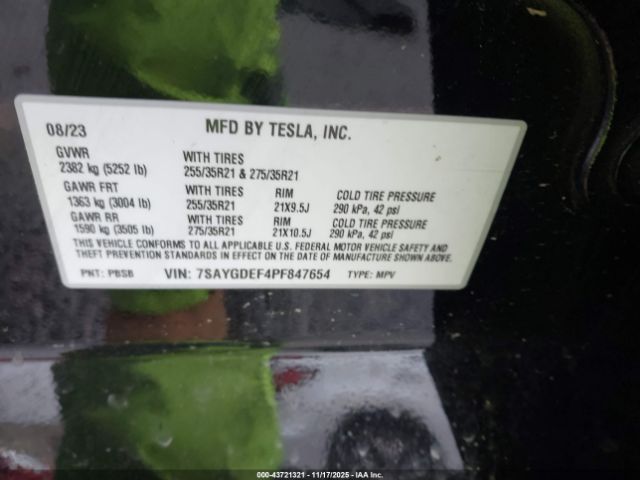 08/23 MFD BY TESLA, INC.
GVWR WITH TIRES
2382 kg (5252 lb) 255/35R21 & 275/35R21
GAWR FRT WITH TIRES RIM COLD TIRE PRESSURE
1363 kg (3004 lb) 255/35R21 21X9.5J 290 kPa, 42 psi
GAWR RR WITH TIRES RIM COLD TIRE PRESSURE
1590 kg (3505 lb) 275/35R21 21X10.5J 290 kPa, 42 psi
THIS VEHICLE CONFORMS TO ALL APPLICABLE U.S. FEDERAL MOTOR VEHICLE SAFETY AND
THEFT PREVENTION STANDARDS IN EFFECT ON THE DATE OF MANUFACTURE SHOWN ABOVE.
PNT: PBSB VIN: 7SAYGDEF4PF847654 TYPE: MPV
000-43721321 - 11/17/2025 - IAA Inc.